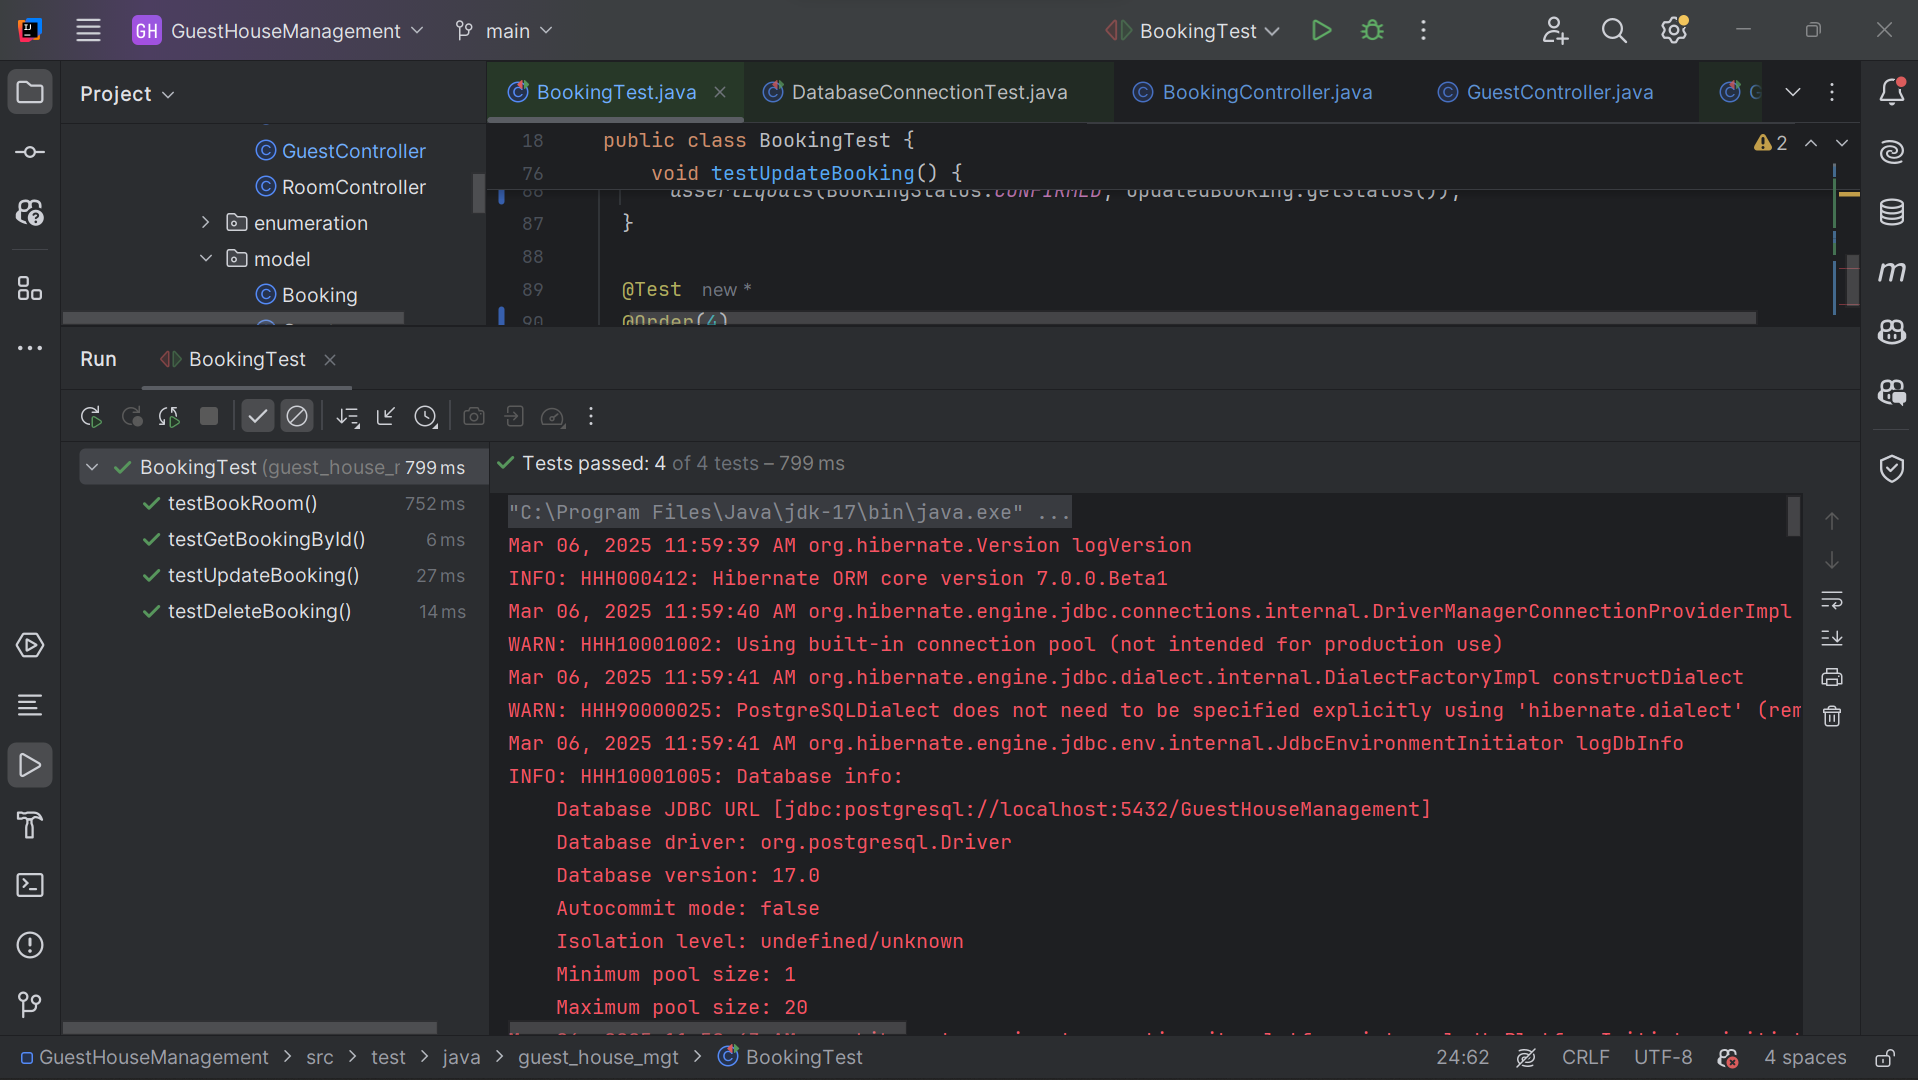 GH GuestHouseManagement main BookingTest
Project
BookingTest.java DatabaseConnectionTest.java BookingController.java GuestController.java G
GuestController
RoomController
enumeration
model
Booking
18 public class BookingTest { 2
76 void testUpdateBooking() {
86 assertEquals(BookingStatus.CONFIRMED, updatedBooking.getStatus());
87 }
88
89 @Test new *
90 @Order(4)
Run BookingTest
BookingTest (guest_house_r 799 ms
testBookRoom() 752 ms
testGetBookingById() 6 ms
testUpdateBooking() 27 ms
testDeleteBooking() 14 ms
Tests passed: 4 of 4 tests – 799 ms
"C:\Program Files\Java\jdk-17\bin\java.exe" ...
Mar 06, 2025 11:59:39 AM org.hibernate.Version logVersion
INFO: HHH000412: Hibernate ORM core version 7.0.0.Beta1
Mar 06, 2025 11:59:40 AM org.hibernate.engine.jdbc.connections.internal.DriverManagerConnectionProviderImpl
WARN: HHH10001002: Using built-in connection pool (not intended for production use)
Mar 06, 2025 11:59:41 AM org.hibernate.engine.jdbc.dialect.internal.DialectFactoryImpl constructDialect
WARN: HHH90000025: PostgreSQLDialect does not need to be specified explicitly using 'hibernate.dialect' (rem
Mar 06, 2025 11:59:41 AM org.hibernate.engine.jdbc.env.internal.JdbcEnvironmentInitiator logDbInfo
INFO: HHH10001005: Database info:
Database JDBC URL [jdbc:postgresql://localhost:5432/GuestHouseManagement]
Database driver: org.postgresql.Driver
Database version: 17.0
Autocommit mode: false
Isolation level: undefined/unknown
Minimum pool size: 1
Maximum pool size: 20
GuestHouseManagement > src > test > java > guest_house_mgt > BookingTest
24:62 CRLF UTF-8 4 spaces